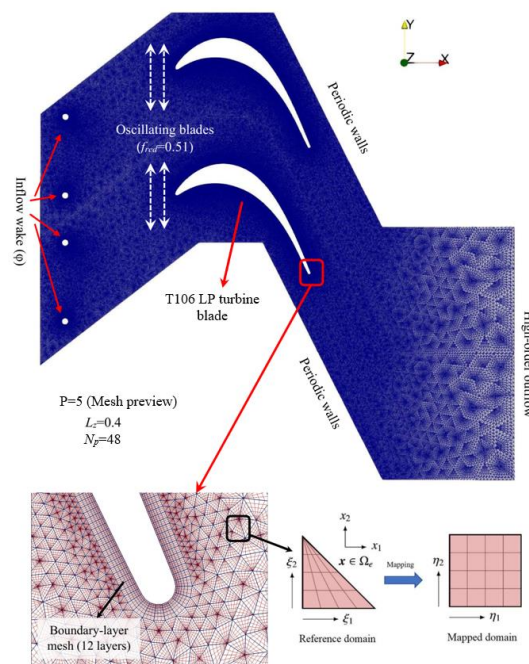 Y
Z
X
Periodic walls
Oscillating blades
(fred=0.51)
Inflow wake (φ)
T106 LP turbine
blade
High-order outflow
Periodic walls
P=5 (Mesh preview)
Lz=0.4
NP=48
x2
x1
x ∈ Ωe
ξ2
ξ1
Mapping
η2
η1
Boundary-layer
mesh (12 layers)
Reference domain
Mapped domain